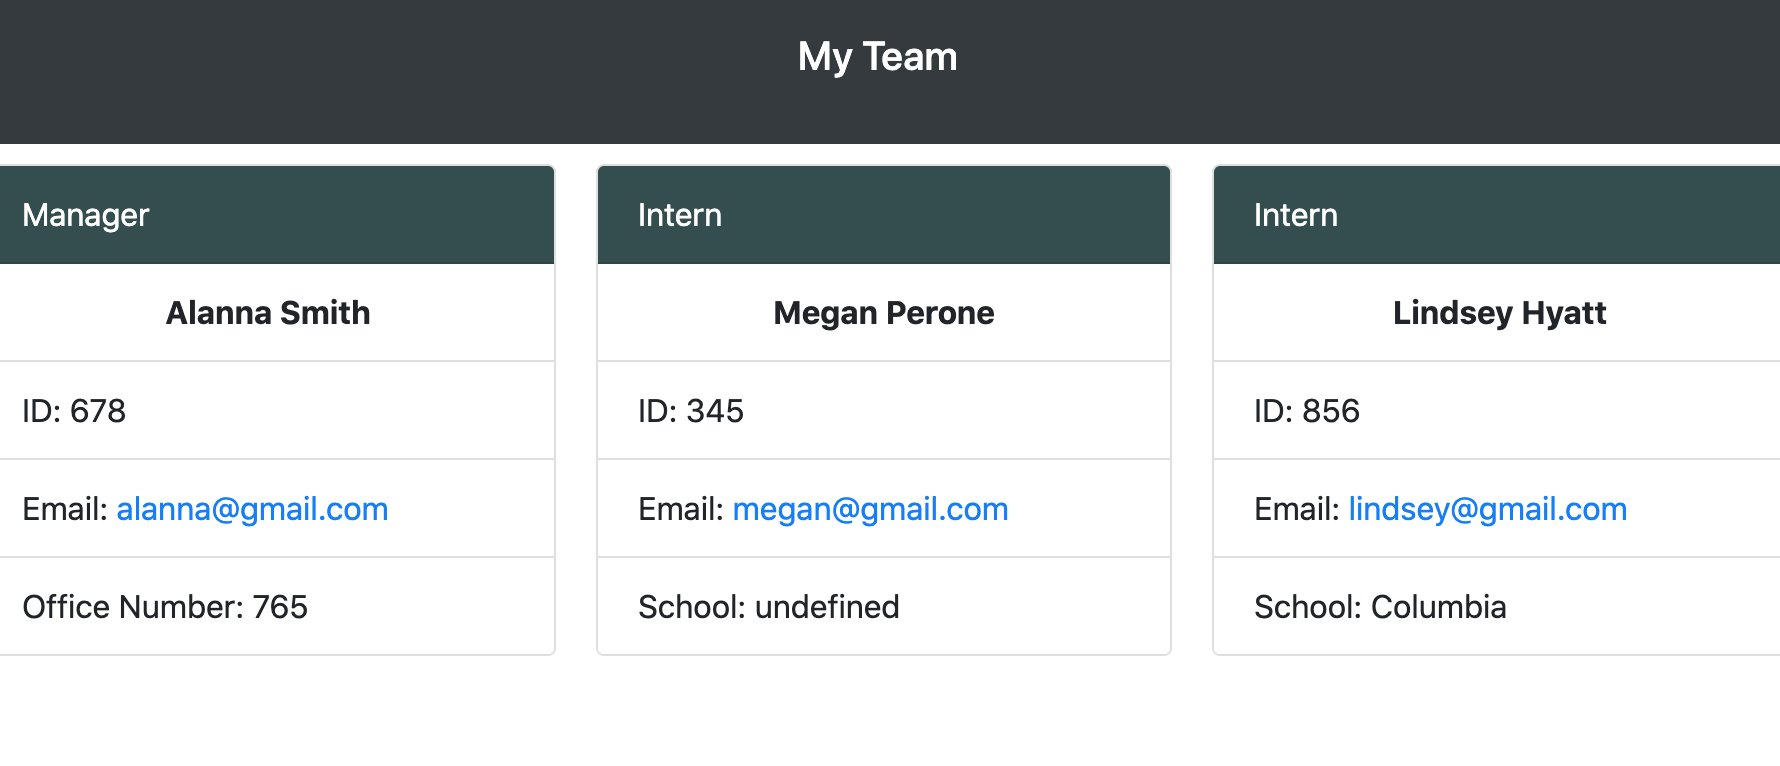 My Team
Manager
Alanna Smith
ID: 678
Email: alanna@gmail.com
Office Number: 765
Intern
Megan Perone
ID: 345
Email: megan@gmail.com
School: undefined
Intern
Lindsey Hyatt
ID: 856
Email: lindsey@gmail.com
School: Columbia